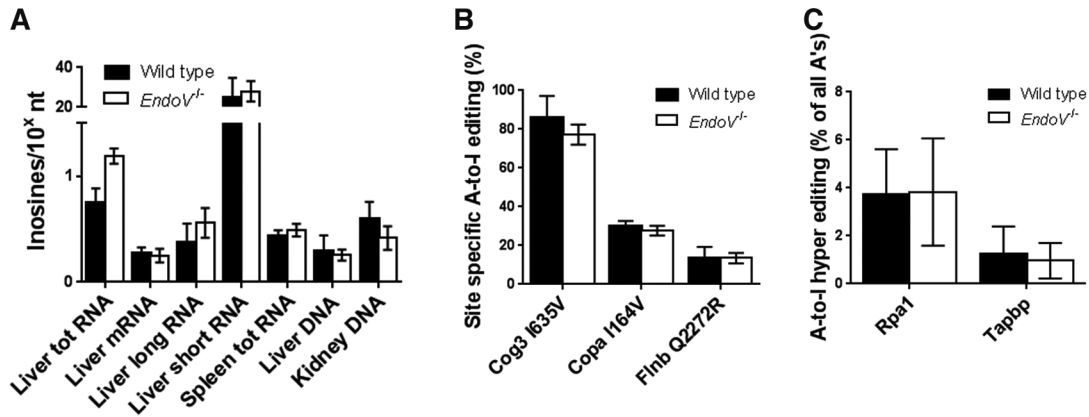 A
Inosines/10^x nt
40
20
1
0
Wild type
EndoV^-/-
Liver tot RNA
Liver mRNA
Liver long RNA
Liver short RNA
Spleen tot RNA
Liver DNA
Kidney DNA
B
Site specific A-to-I editing (%)
100
80
60
40
20
0
Wild type
EndoV^-/-
Cog3 I635V
Copa I164V
Flnb Q2272R
C
A-to-I hyper editing (% of all A's)
8
6
4
2
0
Wild type
EndoV^-/-
Rpa1
Tapbp